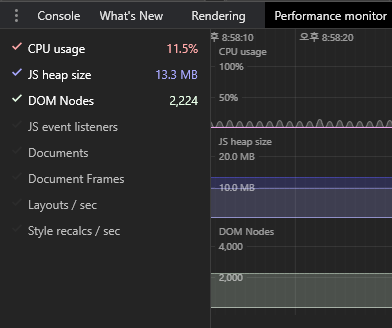 Console What's New Rendering Performance monitor
CPU usage 11.5%
JS heap size 13.3 MB
DOM Nodes 2,224
JS event listeners
Documents
Document Frames
Layouts / sec
Style recalcs / sec
후 8:58:10 오후 8:58:20
CPU usage
100%
50%
JS heap size
20.0 MB
10.0 MB
DOM Nodes
4,000
2,000